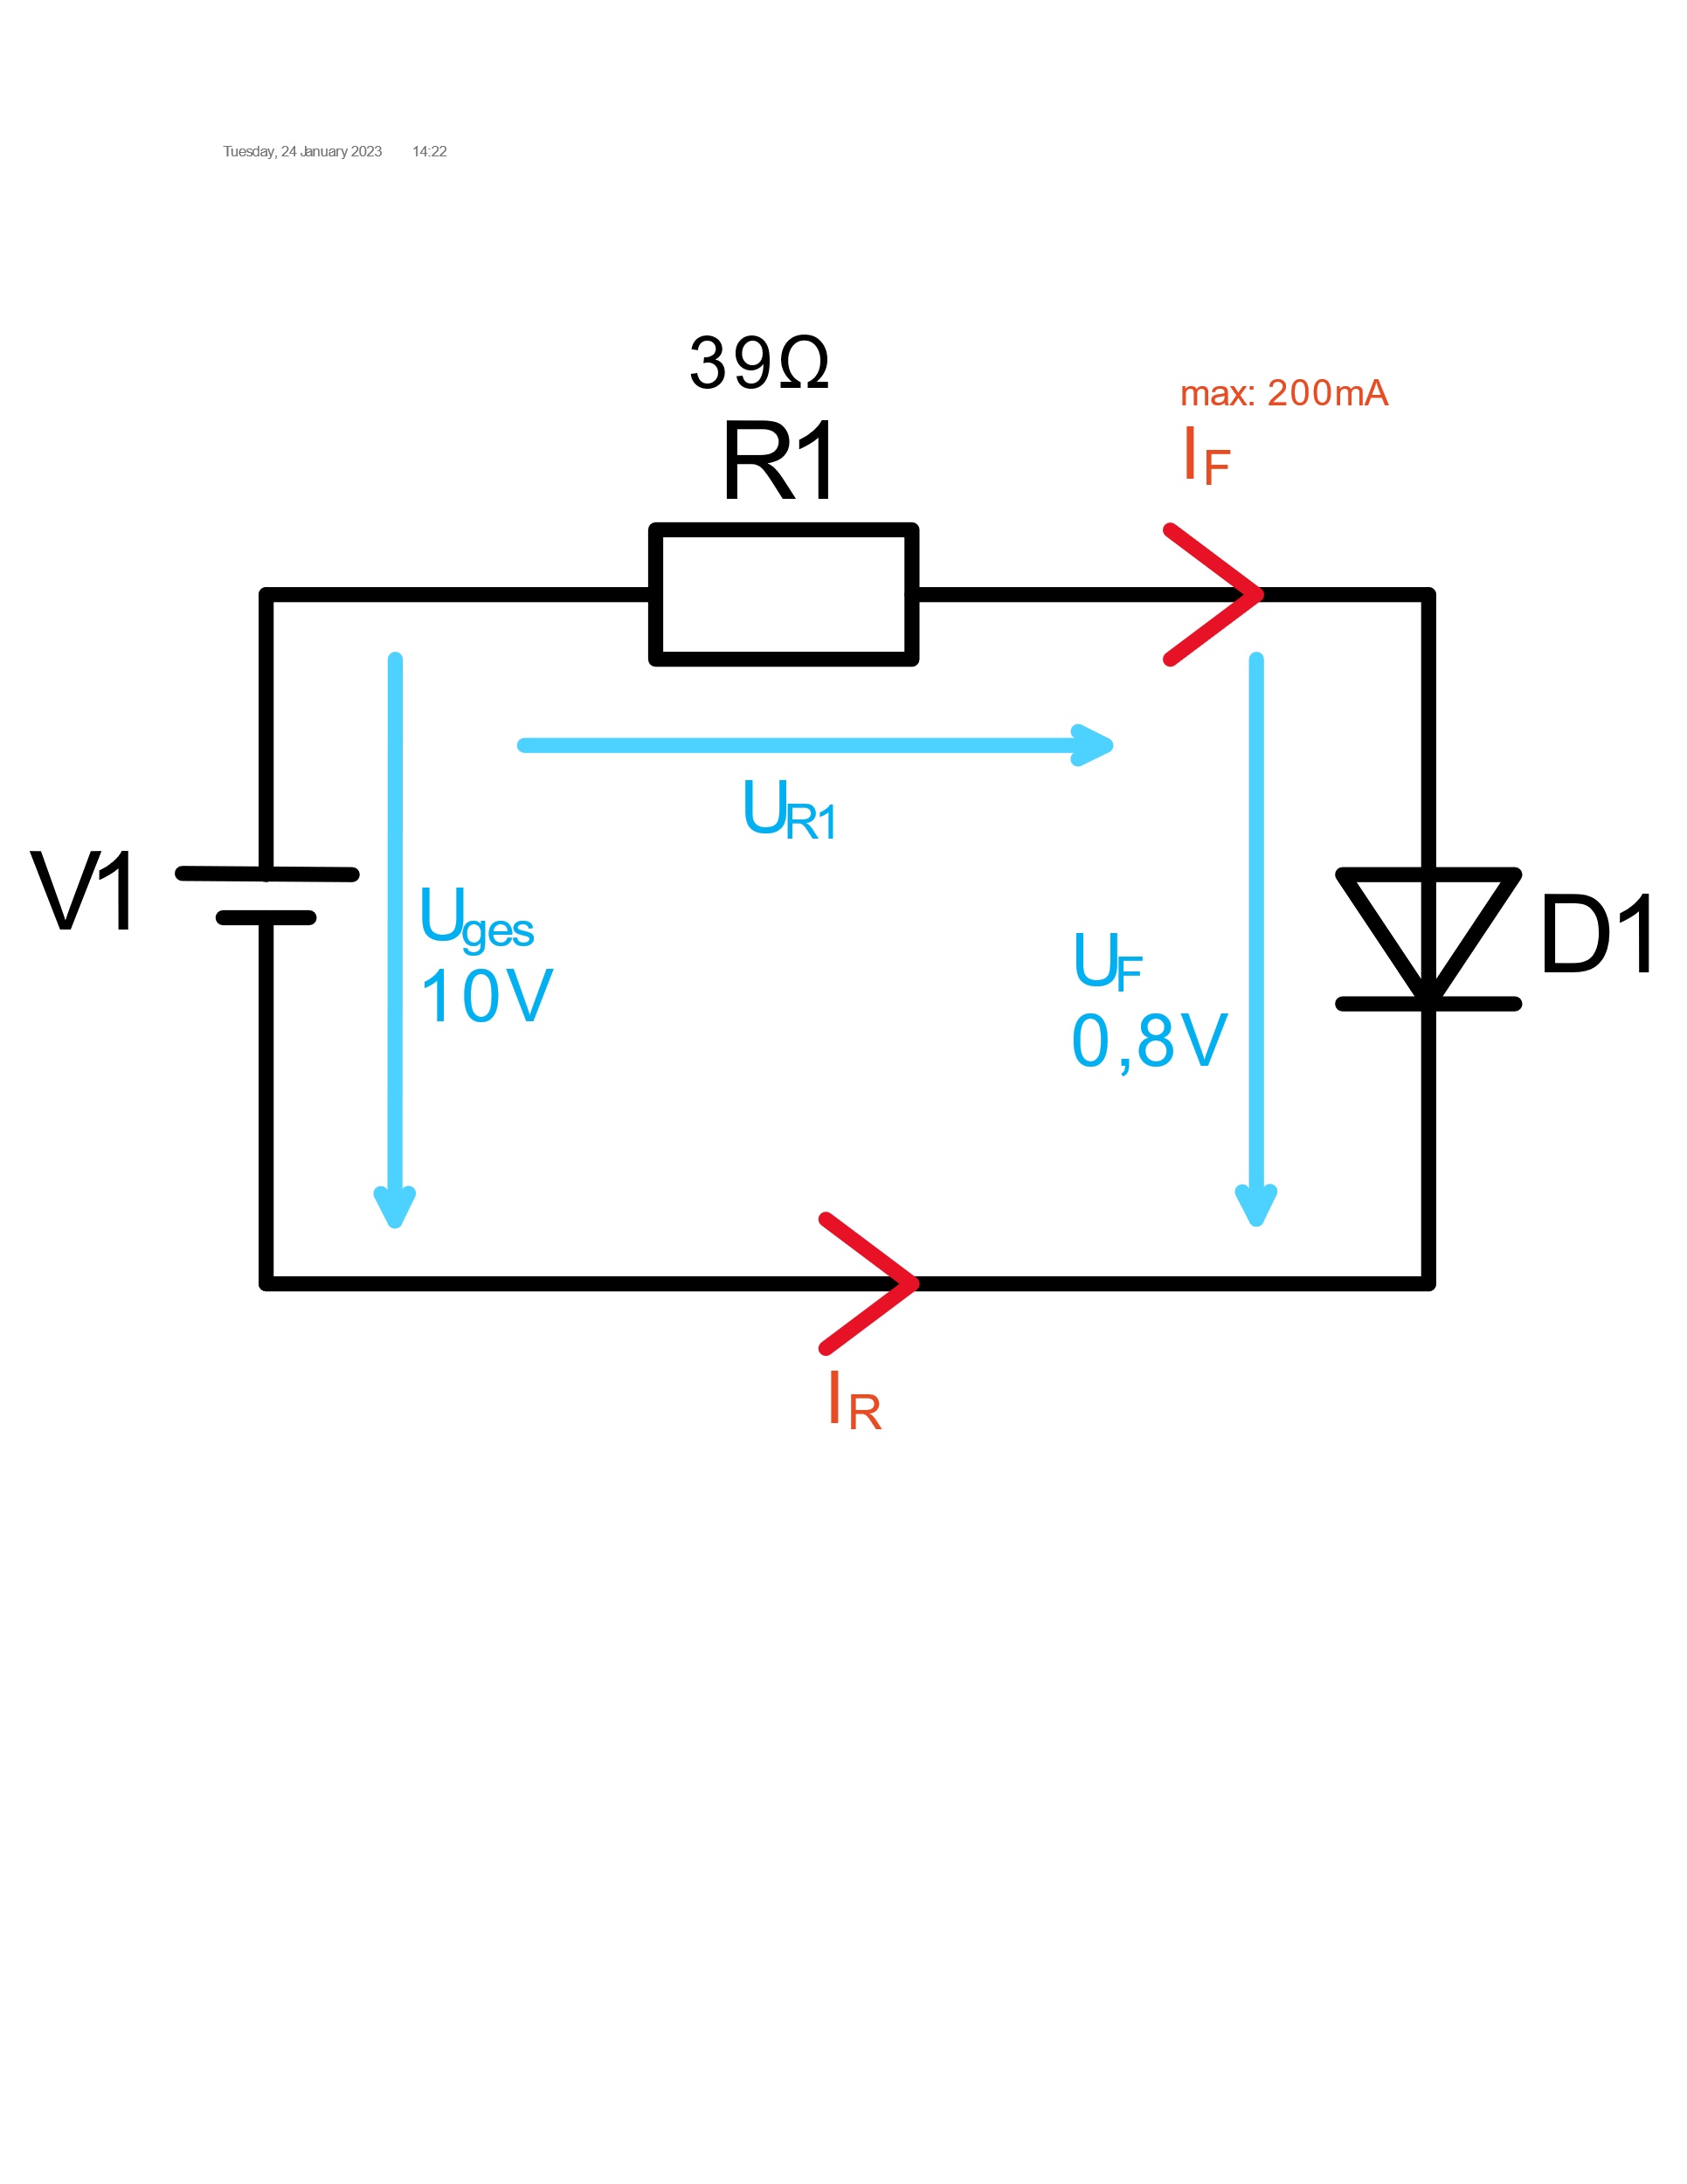 Tuesday, 24 January 2023 14:22
39Ω
R1
max: 200mA
IF
UR1
V1
Uges
10V
UF
0,8V
D1
IR